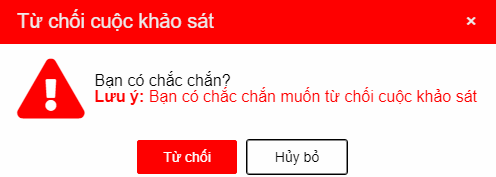 Từ chối cuộc khảo sát ×
Bạn có chắc chắn?
Lưu ý: Bạn có chắc chắn muốn từ chối cuộc khảo sát
Từ chối Hủy bỏ